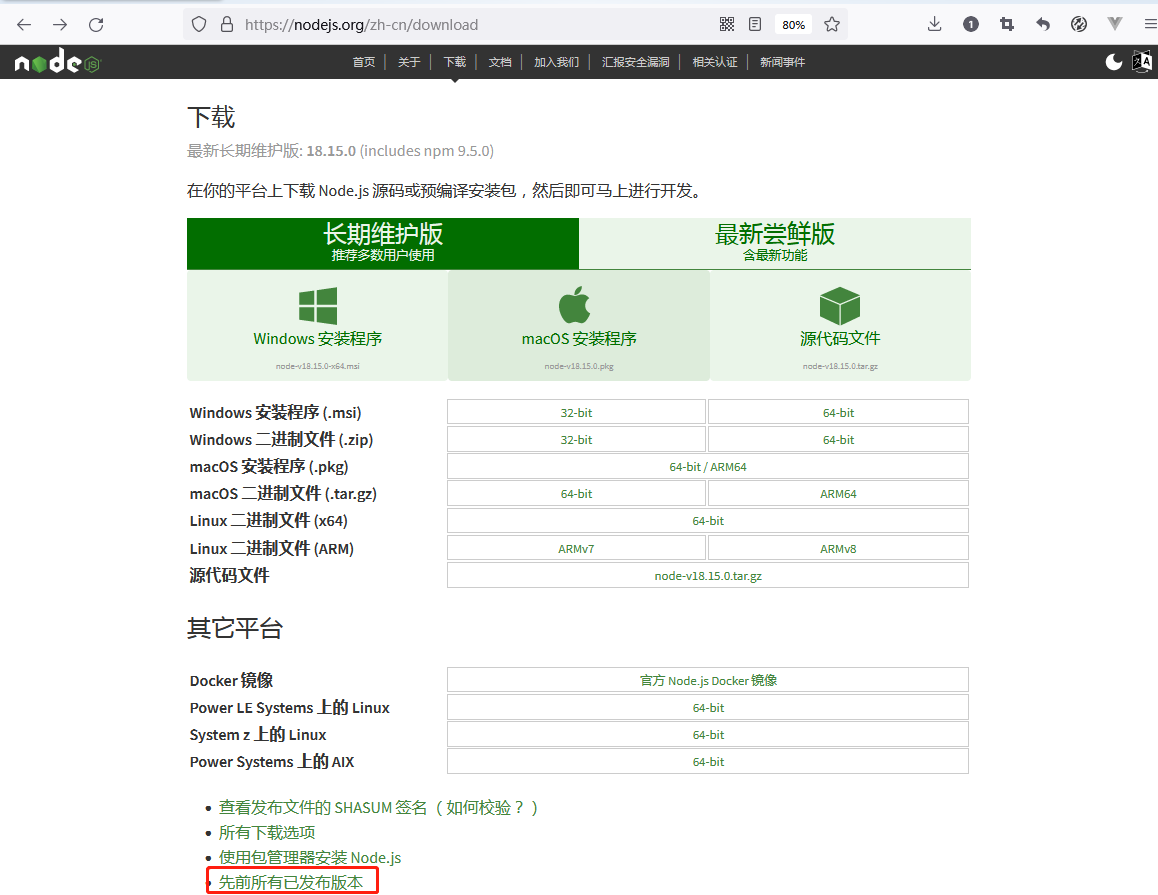 https://nodejs.org/zh-cn/download
80%
1
node JS
首页 关于 下载 文档 加入我们 汇报安全漏洞 相关认证 新闻事件
下载
最新长期维护版: 18.15.0 (includes npm 9.5.0)
在你的平台上下载 Node.js 源码或预编译安装包，然后即可马上进行开发。
长期维护版 最新尝鲜版
推荐多数用户使用 含最新功能
Windows 安装程序 macOS 安装程序 源代码文件
node-v18.15.0-x64.msi node-v18.15.0.pkg node-v18.15.0.tar.gz
Windows 安装程序 (.msi) 32-bit 64-bit
Windows 二进制文件 (.zip) 32-bit 64-bit
macOS 安装程序 (.pkg) 64-bit / ARM64
macOS 二进制文件 (.tar.gz) 64-bit ARM64
Linux 二进制文件 (x64) 64-bit
Linux 二进制文件 (ARM) ARMv7 ARMv8
源代码文件 node-v18.15.0.tar.gz
其它平台
Docker 镜像 官方 Node.js Docker 镜像
Power LE Systems 上的 Linux 64-bit
System z 上的 Linux 64-bit
Power Systems 上的 AIX 64-bit
查看发布文件的 SHASUM 签名（ 如何校验？ ）
所有下载选项
使用包管理器安装 Node.js
先前所有已发布版本